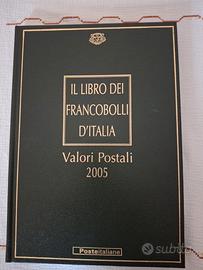 IL LIBRO DEI
FRANCOBOLLI
D'ITALIA
Valori Postali
2005
Posteitaliane
subito